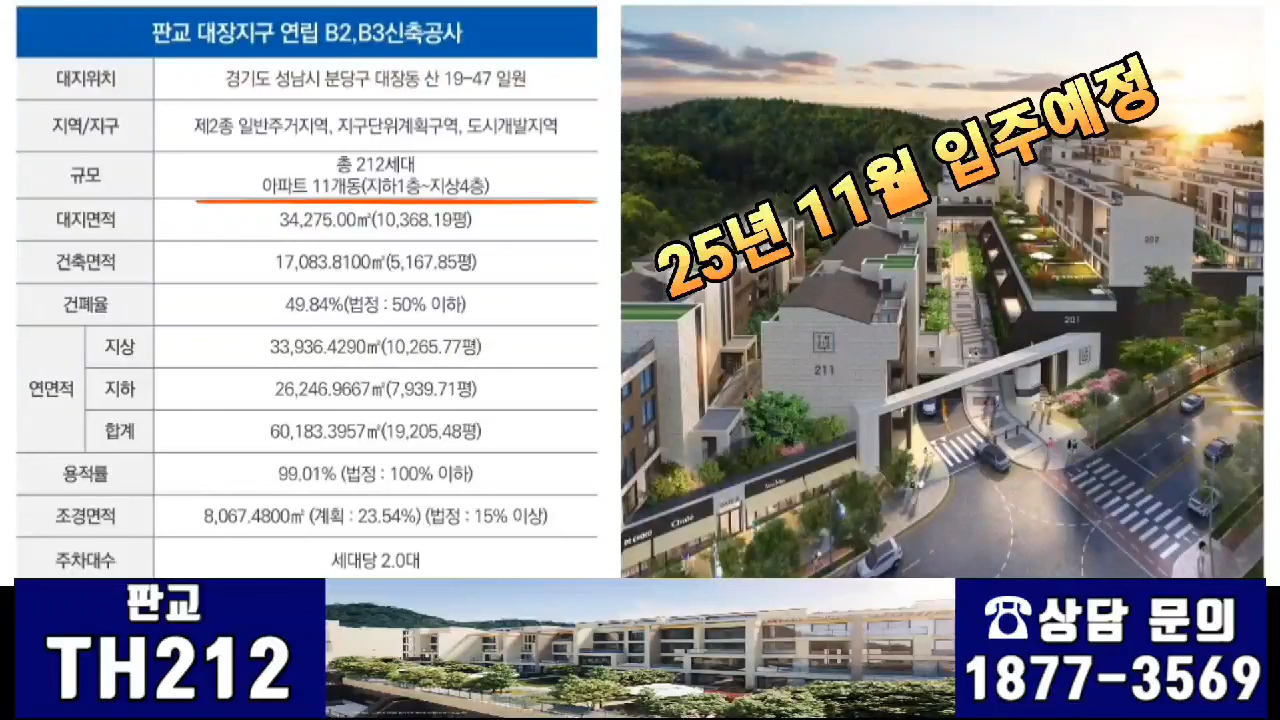 판교 대장지구 연립 B2,B3신축공사
대지위치 경기도 성남시 분당구 대장동 산 19-47 일원
지역/지구 제2종 일반주거지역, 지구단위계획구역, 도시개발지역
규모 총 212세대
아파트 11개동(지하1층~지상4층)
대지면적 34,275.00㎡(10,368.19평)
건축면적 17,083.8100㎡(5,167.85평)
건폐율 49.84%(법정 : 50% 이하)
연면적 지상 33,936.4290㎡(10,265.77평)
지하 26,246.9667㎡(7,939.71평)
합계 60,183.3957㎡(19,205.48평)
용적률 99.01% (법정 : 100% 이하)
조경면적 8,067.4800㎡ (계획 : 23.54%) (법정 : 15% 이상)
주차대수 세대당 2.0대
25년 11월 입주예정
202
201
211
판교
TH212
☎상담 문의
1877-3569